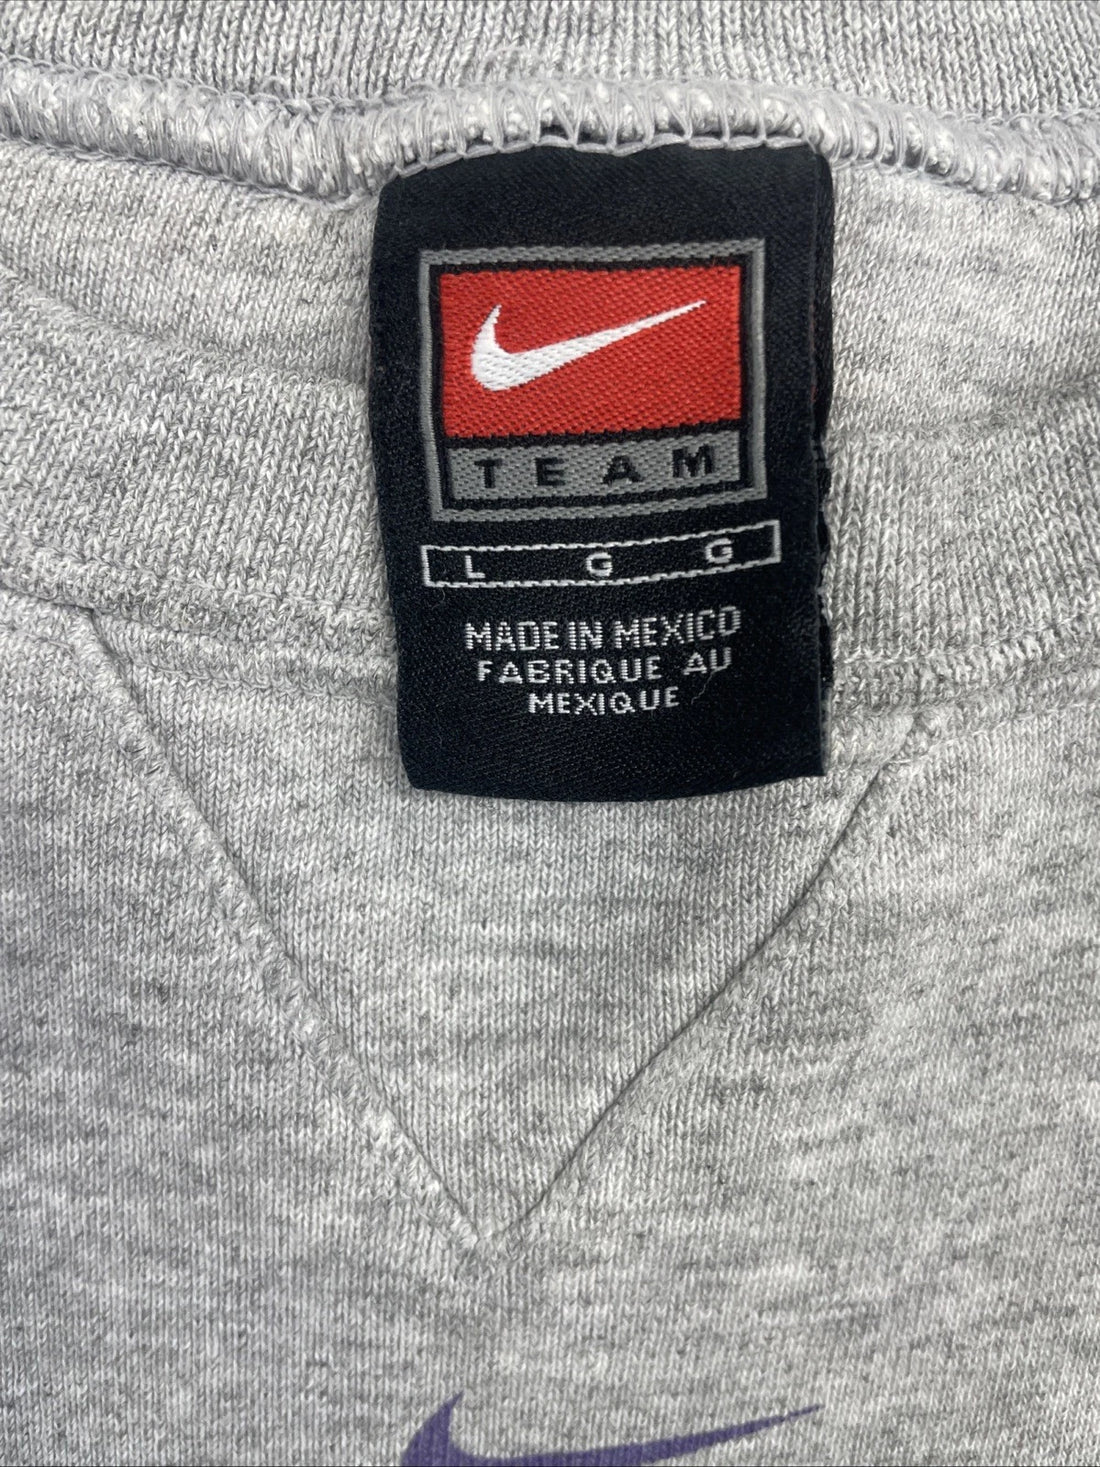 TEAM
L G G
MADE IN MEXICO
FABRIQUE AU
MEXIQUE